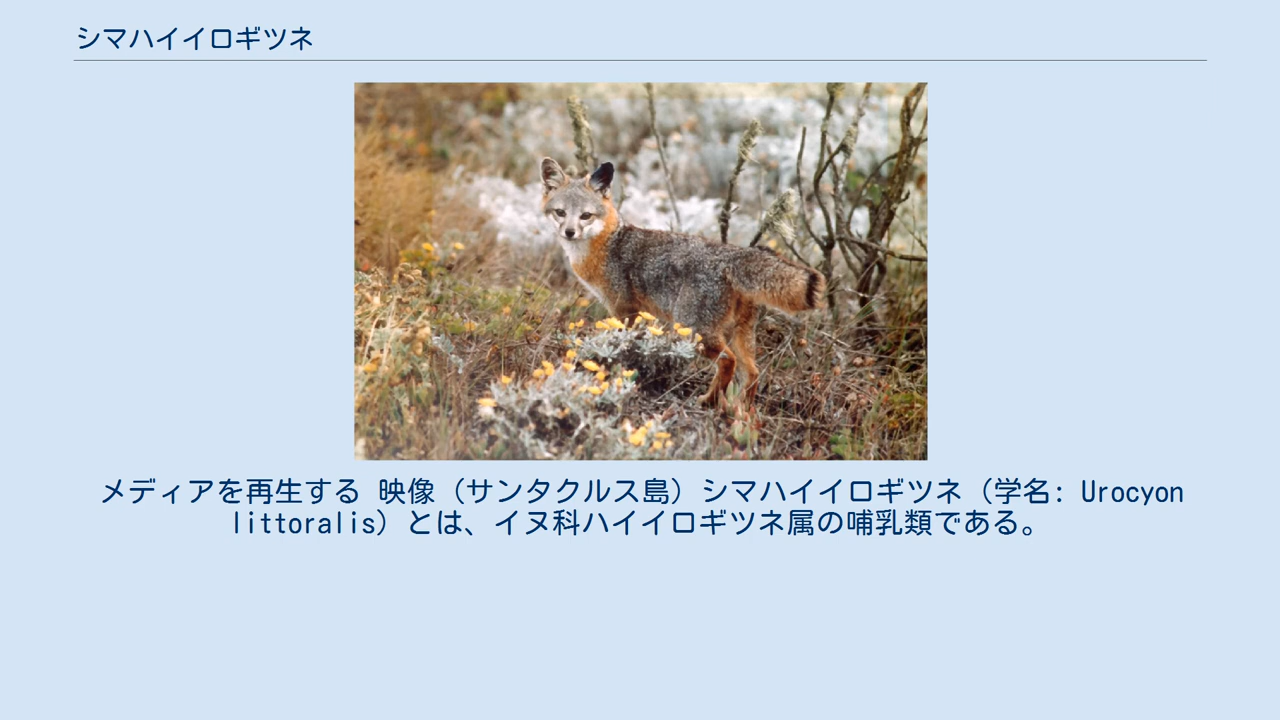 シマハイイロギツネ
メディアを再生する 映像（サンタクルス島）シマハイイロギツネ（学名: Urocyon
littoralis）とは、イヌ科ハイイロギツネ属の哺乳類である。